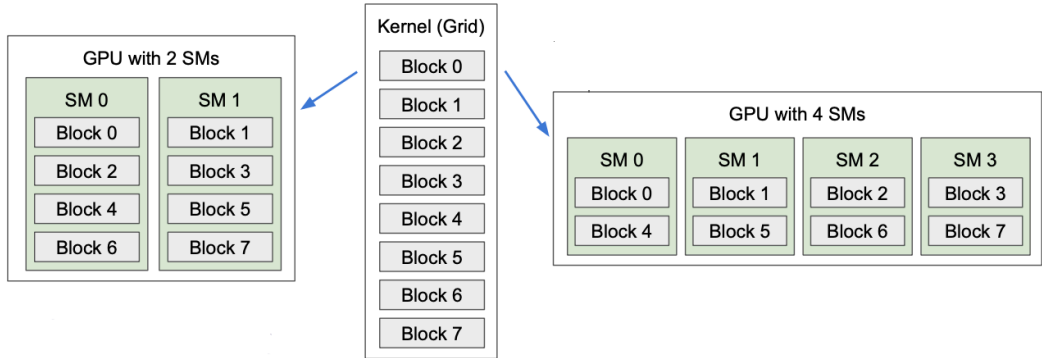 Kernel (Grid)
Block 0
Block 1
Block 2
Block 3
Block 4
Block 5
Block 6
Block 7
GPU with 2 SMs
SM 0
Block 0
Block 2
Block 4
Block 6
SM 1
Block 1
Block 3
Block 5
Block 7
GPU with 4 SMs
SM 0
Block 0
Block 4
SM 1
Block 1
Block 5
SM 2
Block 2
Block 6
SM 3
Block 3
Block 7